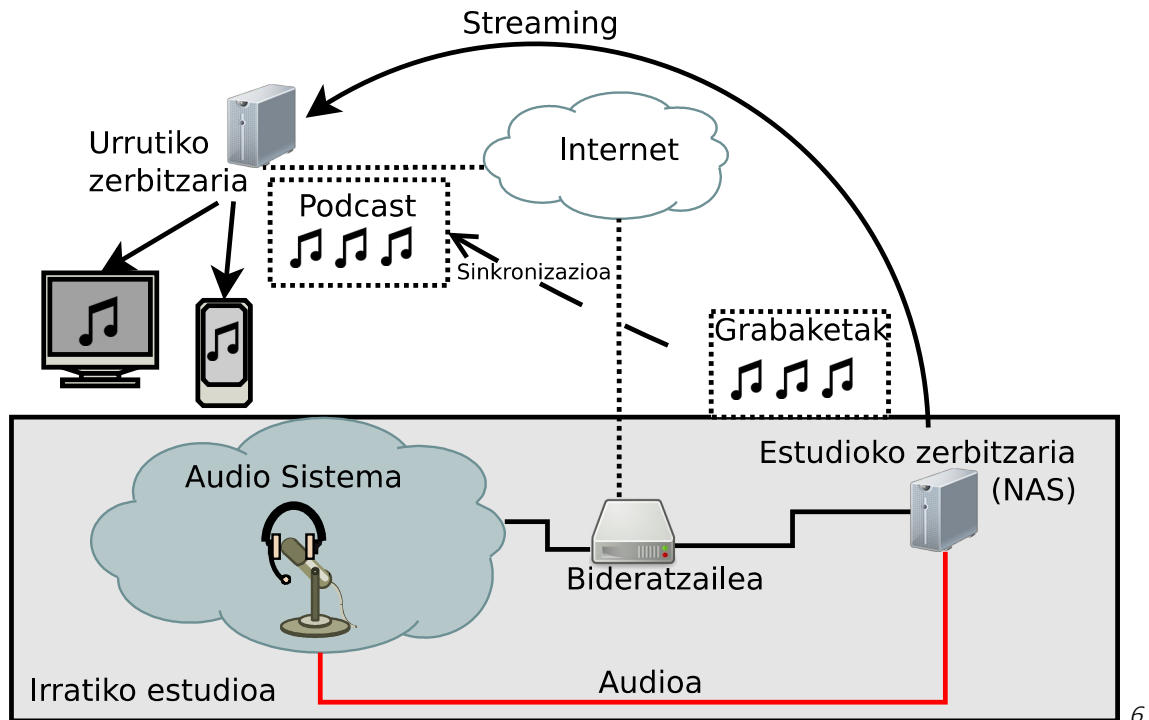 Streaming
Urrutiko
zerbitzaria
Internet
Podcast
Sinkronizazioa
Grabaketak
Estudioko zerbitzaria
(NAS)
Audio Sistema
Bideratzailea
Irratiko estudioa
Audioa
6